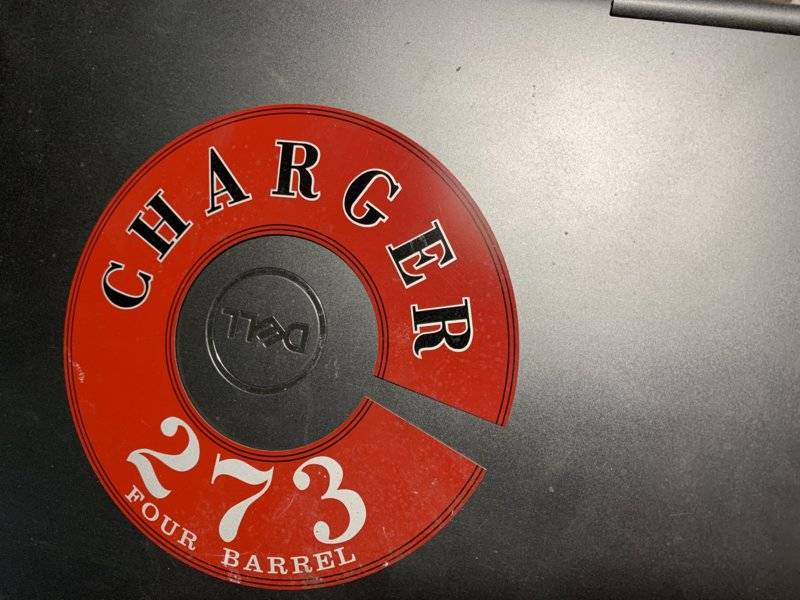 CHARGER
DELL
273
FOUR BARREL